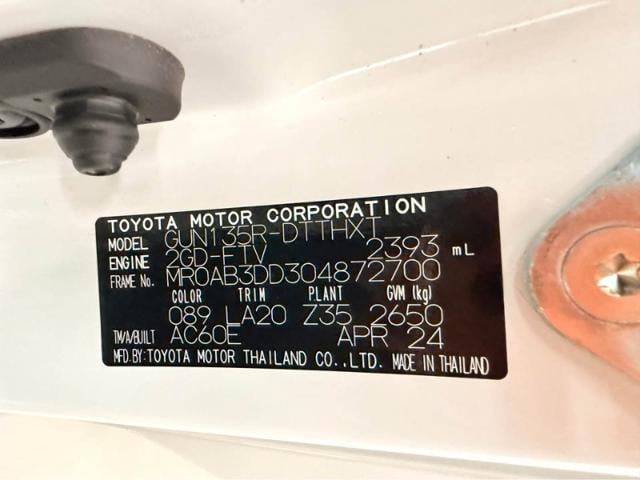 TOYOTA MOTOR CORPORATION
MODEL GUN135R-DTTHXT
ENGINE 2GD-FTV 2393 mL
FRAME No. MR0AB3DD304872700
COLOR TRIM PLANT GVM (kg)
089 LA20 Z35 2650
TM/A/BUILT AC60E APR 24
MFD.BY:TOYOTA MOTOR THAILAND CO.,LTD. MADE IN THAILAND